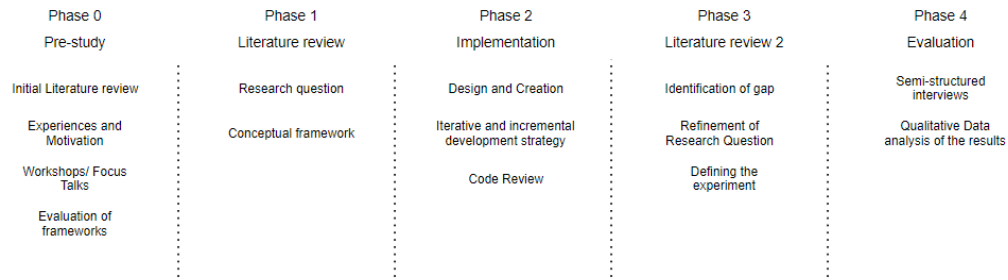 Phase 0
Pre-study
Initial Literature review
Experiences and
Motivation
Workshops/ Focus
Talks
Evaluation of
frameworks
Phase 1
Literature review
Research question
Conceptual framework
Phase 2
Implementation
Design and Creation
Iterative and incremental
development strategy
Code Review
Phase 3
Literature review 2
Identification of gap
Refinement of
Research Question
Defining the
experiment
Phase 4
Evaluation
Semi-structured
interviews
Qualitative Data
analysis of the results